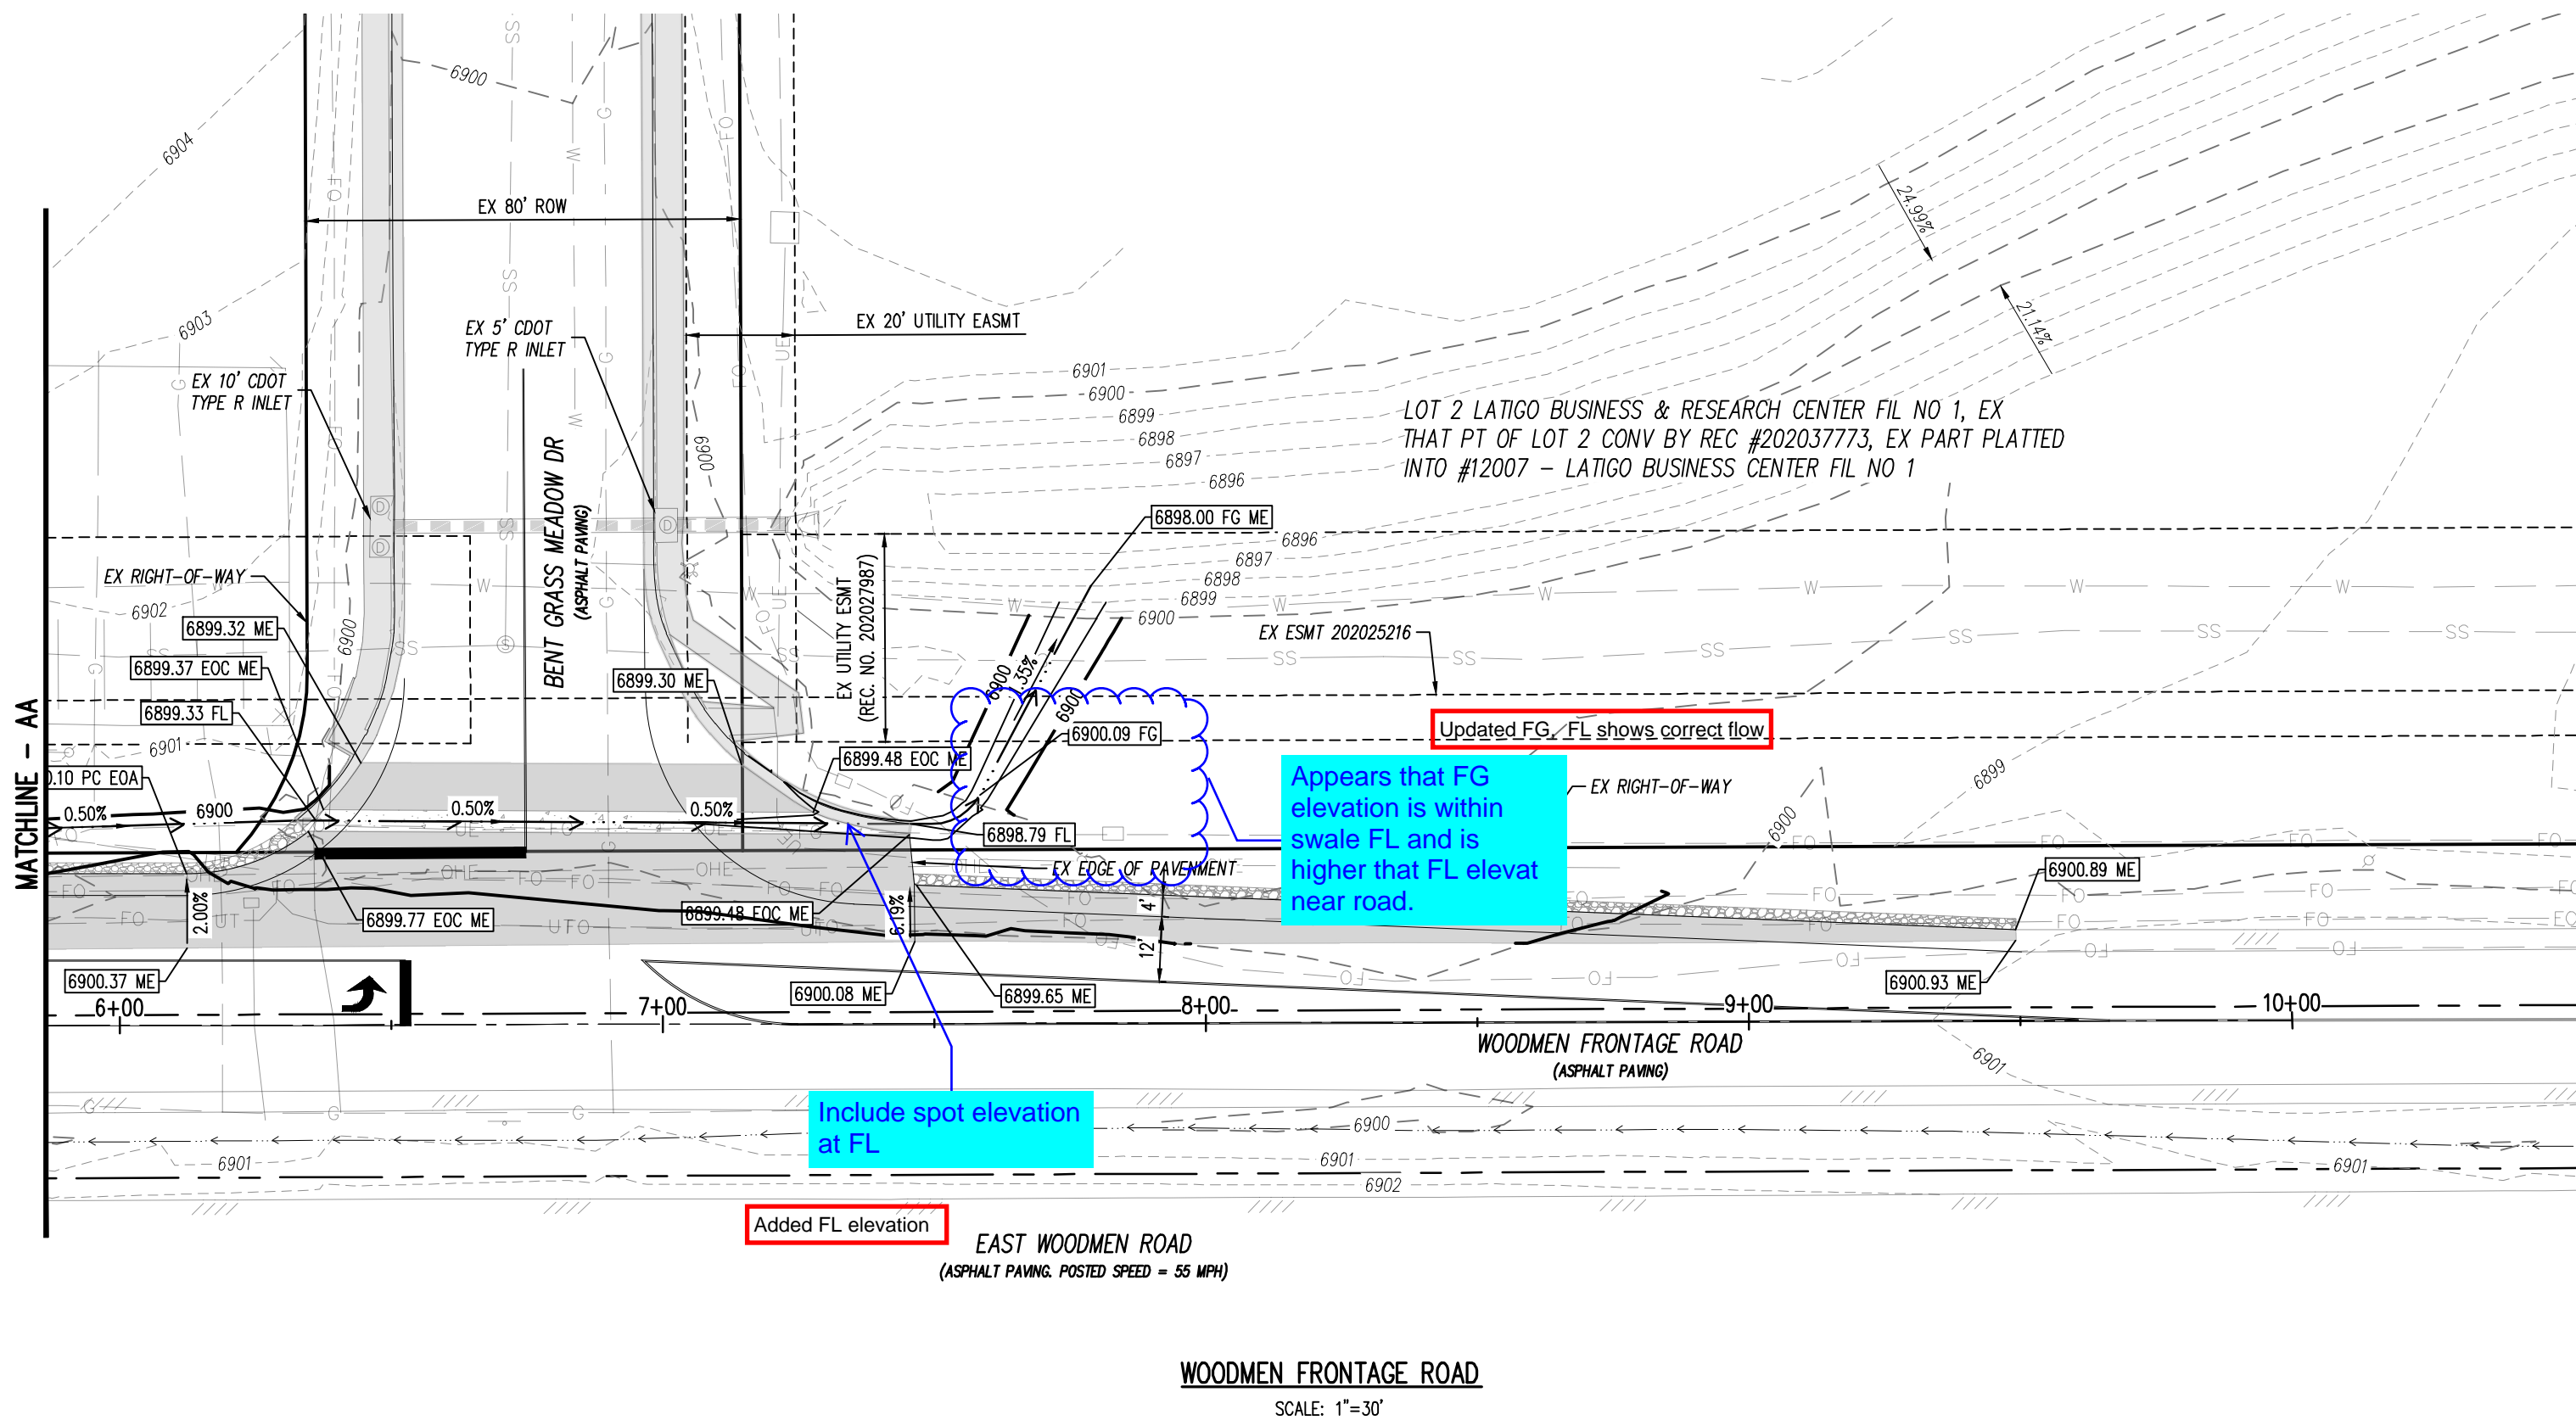 6900
6904
EX 80' ROW
24.99%
6903
EX 5' CDOT
TYPE R INLET
EX 20' UTILITY EASMT
21.14%
EX 10' CDOT
TYPE R INLET
6901
6900
6899
6898
6897
6896
LOT 2 LATIGO BUSINESS & RESEARCH CENTER FIL NO 1, EX
THAT PT OF LOT 2 CONV BY REC #202037773, EX PART PLATTED
INTO #12007 – LATIGO BUSINESS CENTER FIL NO 1
6900
BENT GRASS MEADOW DR
(ASPHALT PAVING)
6898.00 FG ME
6896
6897
6898
6899
6900
EX RIGHT–OF–WAY
6902
6899.32 ME
6900
EX UTILITY ESMT
(REC. NO. 202027987)
EX ESMT 202025216
6899.37 EOC ME
6899.30 ME
6900
.35%
6900
6899.33 FL
6901
6900.09 FG
Updated FG, FL shows correct flow
MATCHLINE – AA
.10 PC EOA
6899.48 EOC ME
Appears that FG
elevation is within
swale FL and is
higher that FL elevat
near road.
EX RIGHT–OF–WAY
6899
0.50%
6900
0.50%
0.50%
6898.79 FL
6900
EX EDGE OF PAVENMENT
6900.89 ME
2.00%
6899.77 EOC ME
6899.48 EOC ME
6.19%
4'
12'
6900.37 ME
6900.08 ME
6899.65 ME
6900.93 ME
6+00
7+00
8+00
9+00
10+00
WOODMEN FRONTAGE ROAD
(ASPHALT PAVING)
6901
Include spot elevation
at FL
6900
6901
6901
6901
6902
Added FL elevation
EAST WOODMEN ROAD
(ASPHALT PAVING. POSTED SPEED = 55 MPH)
WOODMEN FRONTAGE ROAD
SCALE: 1"=30'